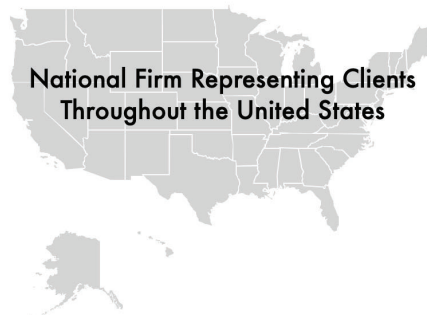 National Firm Representing Clients
Throughout the United States